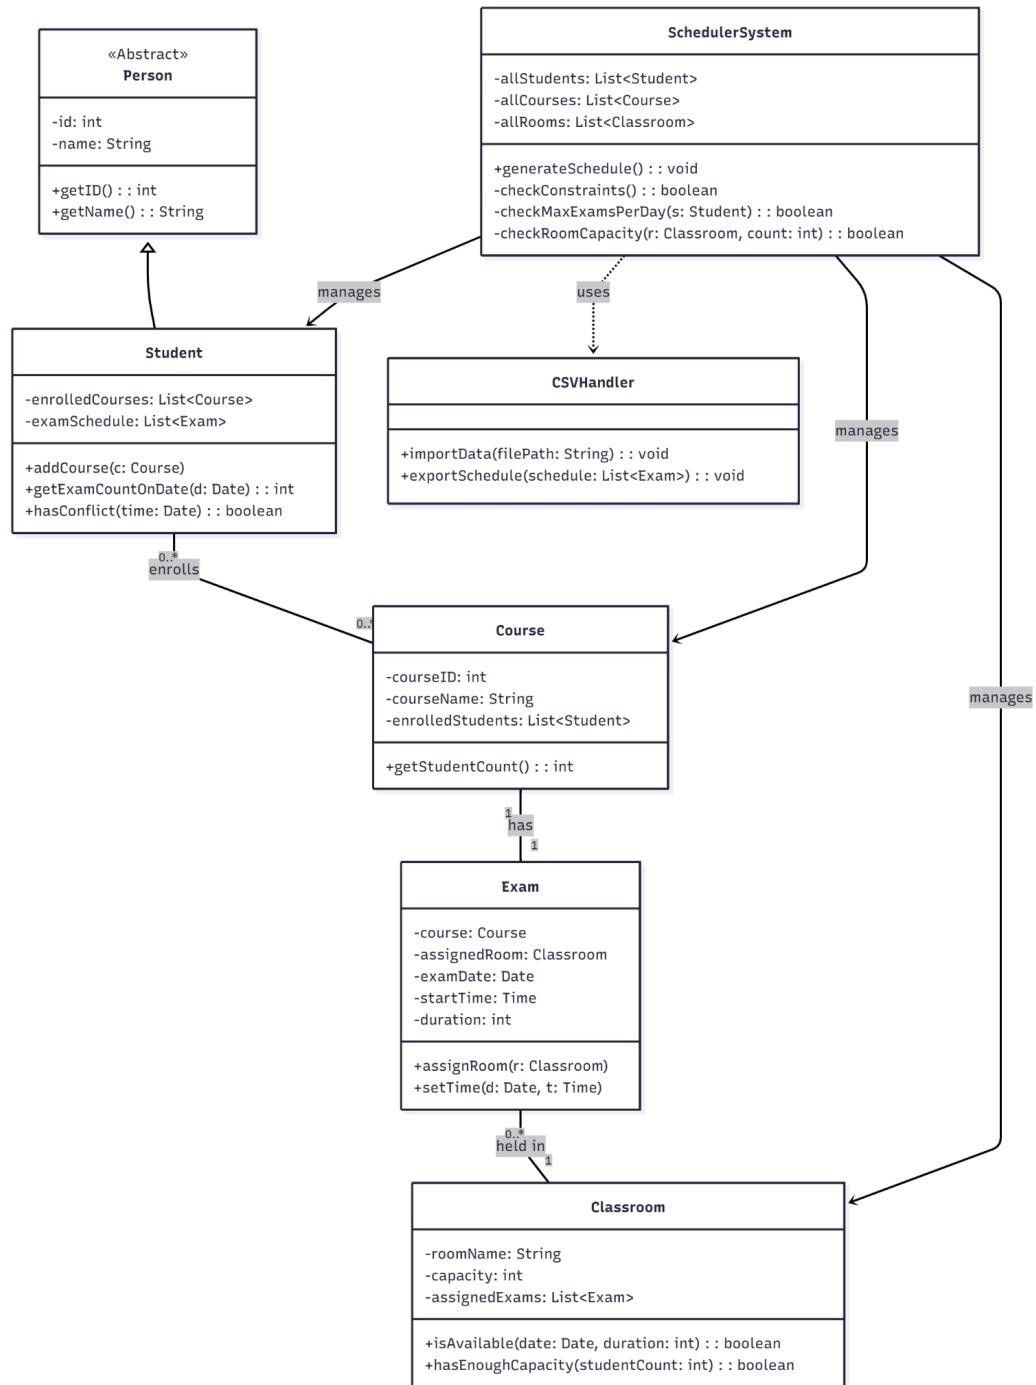 «Abstract»
Person
-id: int
-name: String
+getID() : : int
+getName() : : String
SchedulerSystem
-allStudents: List<Student>
-allCourses: List<Course>
-allRooms: List<Classroom>
+generateSchedule() : : void
-checkConstraints() : : boolean
-checkMaxExamsPerDay(s: Student) : : boolean
-checkRoomCapacity(r: Classroom, count: int) : : boolean
manages
uses
Student
-enrolledCourses: List<Course>
-examSchedule: List<Exam>
+addCourse(c: Course)
+getExamCountOnDate(d: Date) : : int
+hasConflict(time: Date) : : boolean
CSVHandler
+importData(filePath: String) : : void
+exportSchedule(schedule: List<Exam>) : : void
manages
0..*
enrolls
0..*
Course
-courseID: int
-courseName: String
-enrolledStudents: List<Student>
+getStudentCount() : : int
manages
1
has
1
Exam
-course: Course
-assignedRoom: Classroom
-examDate: Date
-startTime: Time
-duration: int
+assignRoom(r: Classroom)
+setTime(d: Date, t: Time)
0..*
held in
1
Classroom
-roomName: String
-capacity: int
-assignedExams: List<Exam>
+isAvailable(date: Date, duration: int) : : boolean
+hasEnoughCapacity(studentCount: int) : : boolean